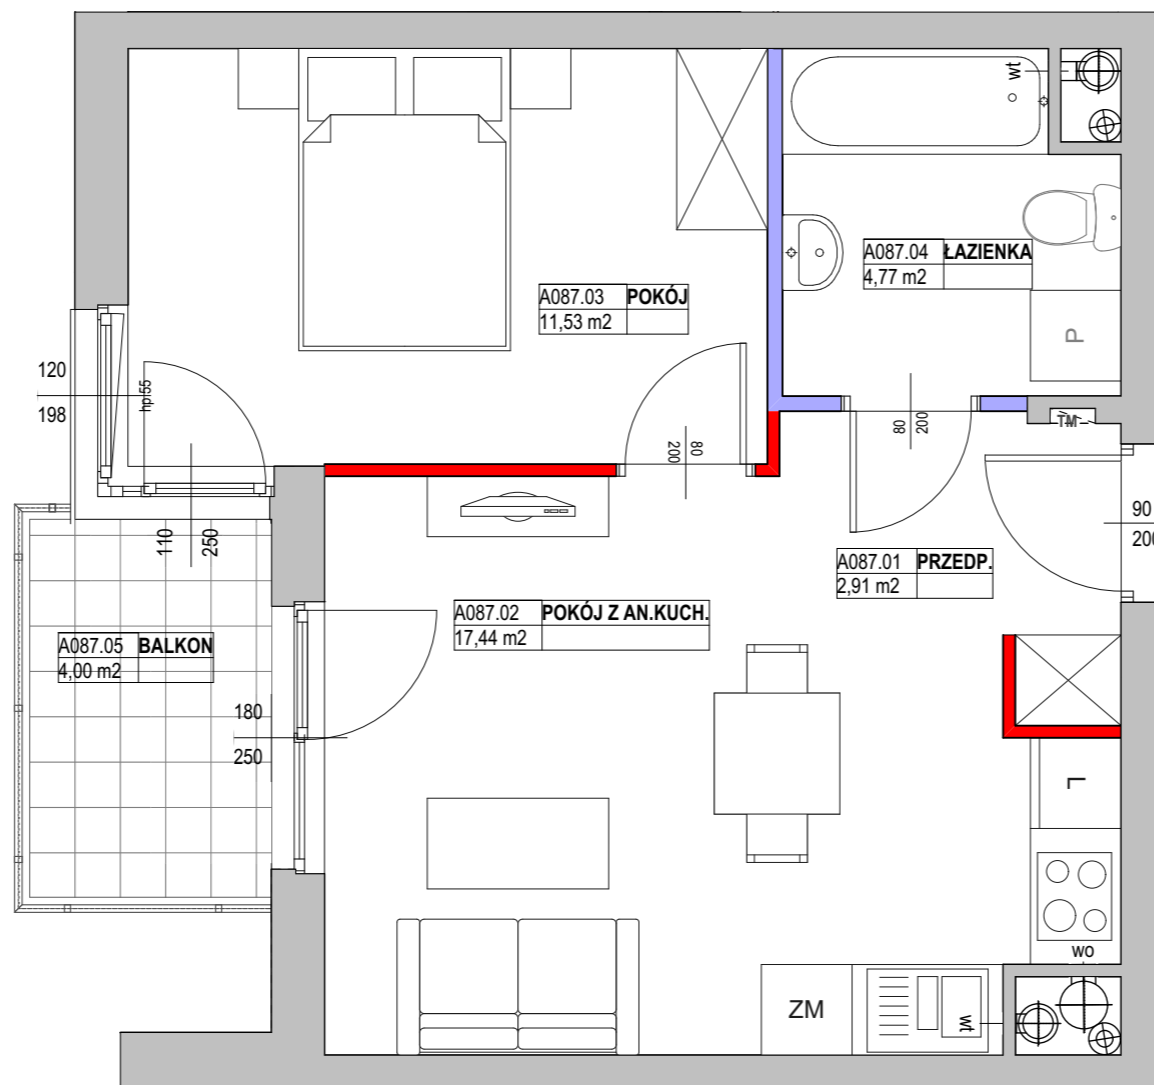 wt
A087.04 ŁAZIENKA
4,77 m2
A087.03 POKÓJ
11,53 m2
P
120
198
hp.55
TM
80
200
80
200
90
200
110
250
A087.01 PRZEDP.
2,91 m2
A087.02 POKÓJ Z AN.KUCH.
17,44 m2
A087.05 BALKON
4,00 m2
180
250
L
wo
ZM
wt